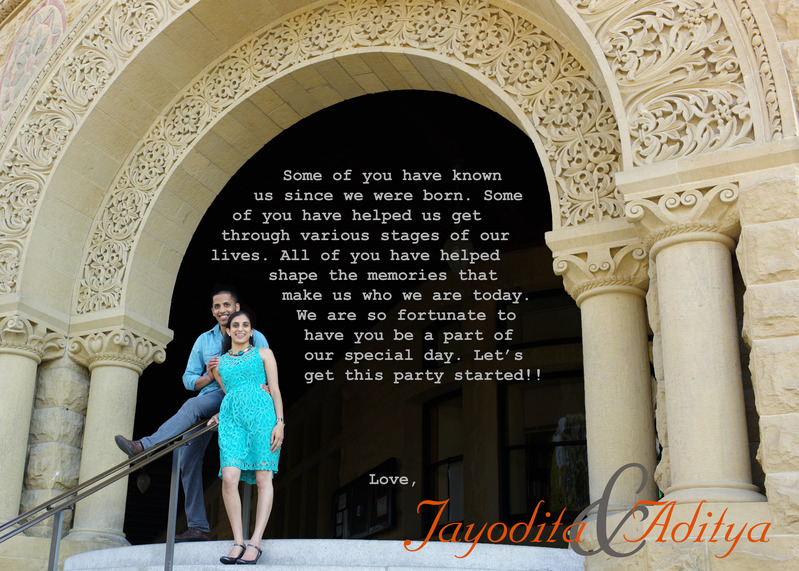 Some of you have known
us since we were born. Some
of you have helped us get
through various stages of our
lives. All of you have helped
shape the memories that
make us who we are today.
We are so fortunate to
have you be a part of
our special day. Let's
get this party started!!
Love,
Jayodita & Aditya